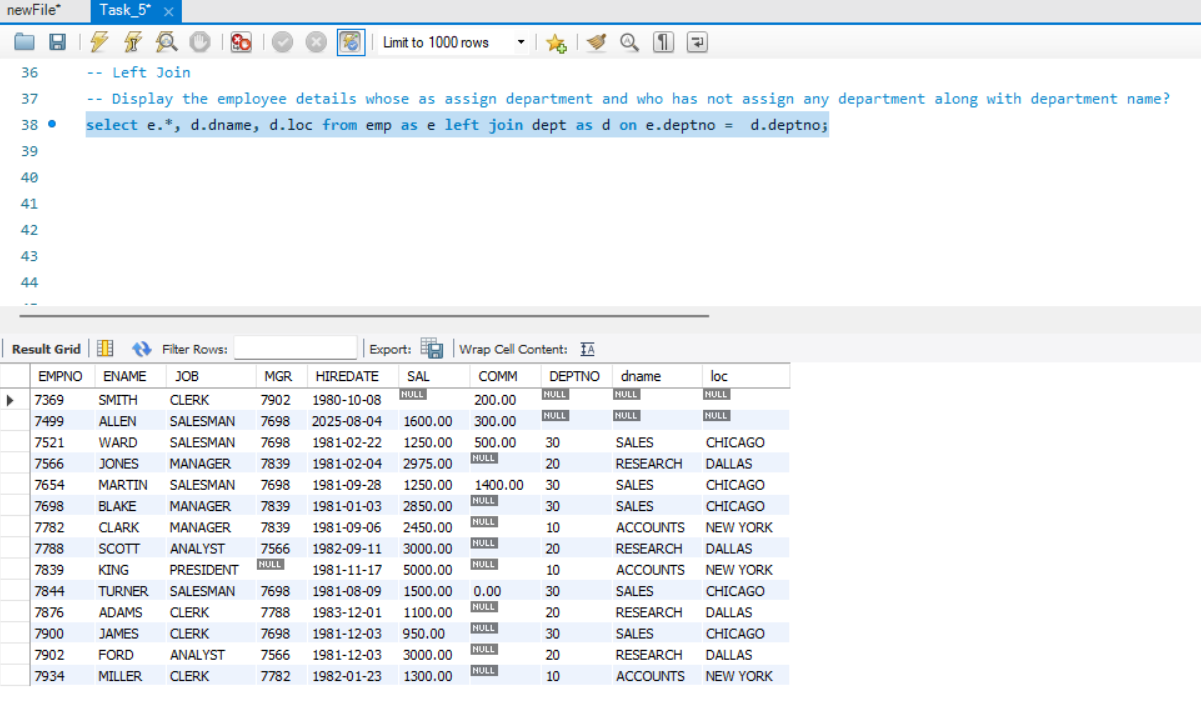 newFile* Task_5* ×
Limit to 1000 rows
36 -- Left Join
37 -- Display the employee details whose as assign department and who has not assign any department along with department name?
38 select e.*, d.dname, d.loc from emp as e left join dept as d on e.deptno =  d.deptno;
39
40
41
42
43
44
Result Grid Filter Rows: Export: Wrap Cell Content: IA
EMPNO ENAME JOB MGR HIREDATE SAL COMM DEPTNO dname loc
7369 SMITH CLERK 7902 1980-10-08 NULL 200.00 NULL NULL NULL
7499 ALLEN SALESMAN 7698 2025-08-04 1600.00 300.00 NULL NULL NULL
7521 WARD SALESMAN 7698 1981-02-22 1250.00 500.00 30 SALES CHICAGO
7566 JONES MANAGER 7839 1981-02-04 2975.00 NULL 20 RESEARCH DALLAS
7654 MARTIN SALESMAN 7698 1981-09-28 1250.00 1400.00 30 SALES CHICAGO
7698 BLAKE MANAGER 7839 1981-01-03 2850.00 NULL 30 SALES CHICAGO
7782 CLARK MANAGER 7839 1981-09-06 2450.00 NULL 10 ACCOUNTS NEW YORK
7788 SCOTT ANALYST 7566 1982-09-11 3000.00 NULL 20 RESEARCH DALLAS
7839 KING PRESIDENT NULL 1981-11-17 5000.00 NULL 10 ACCOUNTS NEW YORK
7844 TURNER SALESMAN 7698 1981-08-09 1500.00 0.00 30 SALES CHICAGO
7876 ADAMS CLERK 7788 1983-12-01 1100.00 NULL 20 RESEARCH DALLAS
7900 JAMES CLERK 7698 1981-12-03 950.00 NULL 30 SALES CHICAGO
7902 FORD ANALYST 7566 1981-12-03 3000.00 NULL 20 RESEARCH DALLAS
7934 MILLER CLERK 7782 1982-01-23 1300.00 NULL 10 ACCOUNTS NEW YORK